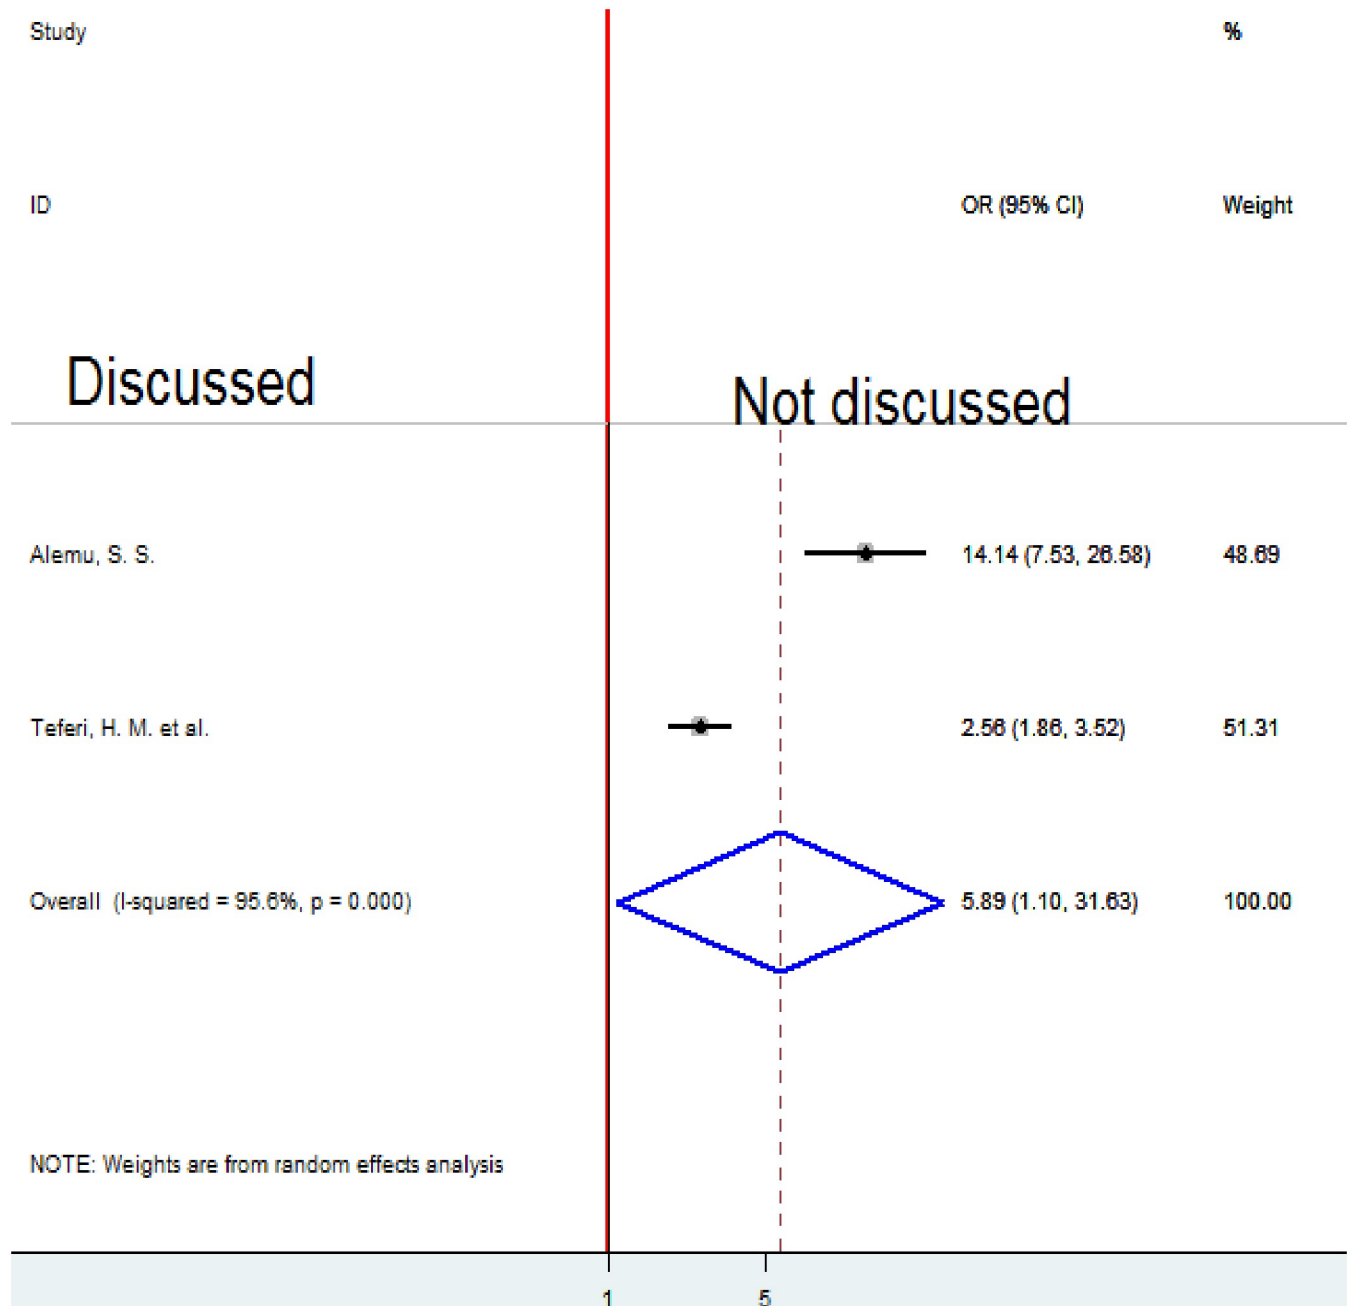 Study %
ID OR (95% CI) Weight
Discussed
Not discussed
Alemu, S. S. 14.14 (7.53, 26.58) 48.69
Teferi, H. M. et al. 2.56 (1.86, 3.52) 51.31
Overall (I-squared = 95.6%, p = 0.000) 5.89 (1.10, 31.63) 100.00
NOTE: Weights are from random effects analysis
1 5